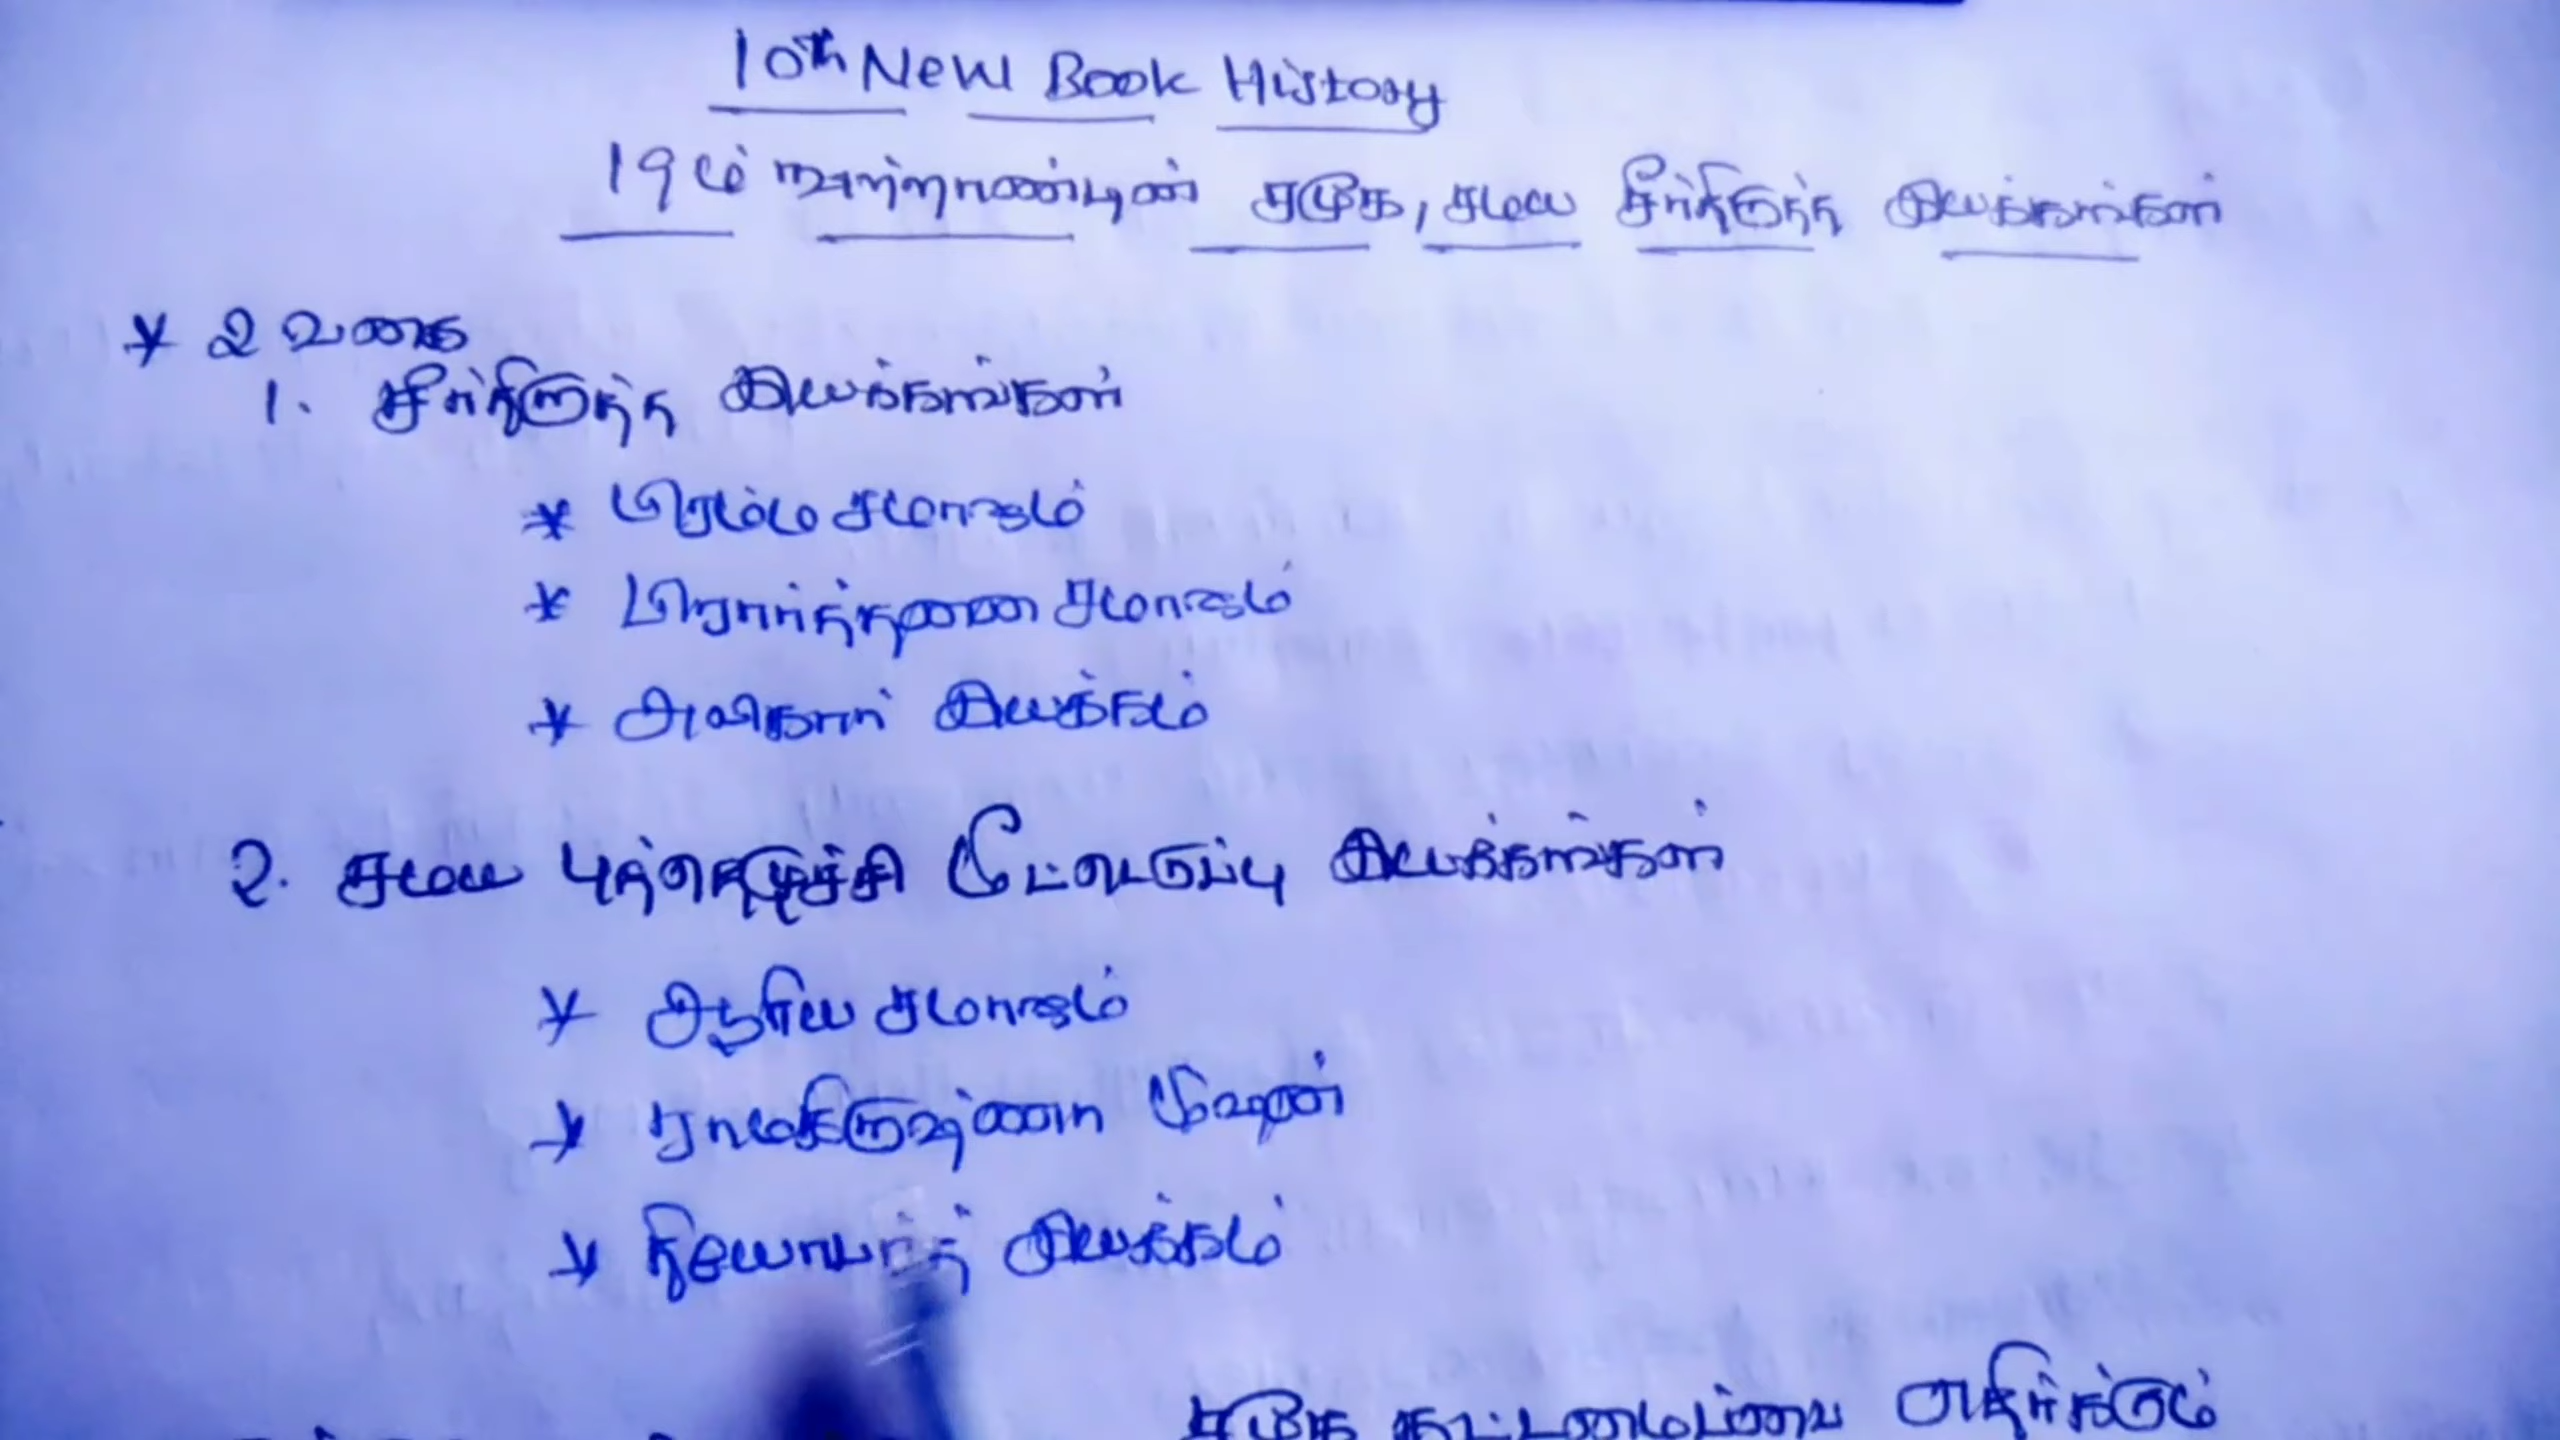 10th New Book History
19ம் நூற்றாண்டின் சமூக, சமய சீர்திருத்த இயக்கங்கள்
* 2 வகை
1. சீர்திருத்த இயக்கங்கள்
* பிரம்ம சமாஜம்
* பிரார்த்தனை சமாஜம்
* அலிகார் இயக்கம்
2. சமய புத்தெழுச்சி மீட்டெடுப்பு இயக்கங்கள்
* ஆரிய சமாஜம்
* ராமகிருஷ்ணா மிஷன்
* தியோபந்த் இயக்கம்
சமூக கட்டமைப்பை எதிர்க்கும்